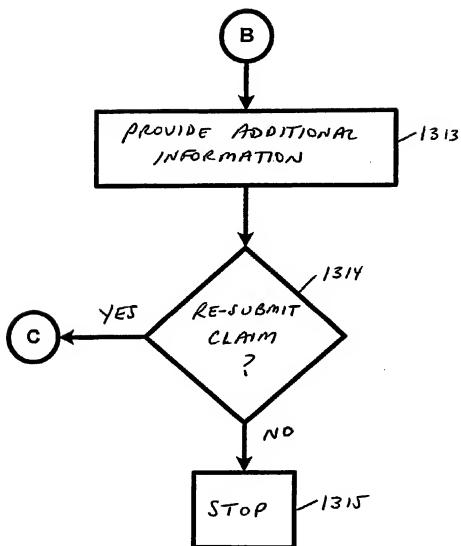 B
PROVIDE ADDITIONAL
INFORMATION
1313
1314
RE-SUBMIT
CLAIM
?
YES
C
NO
STOP
1315